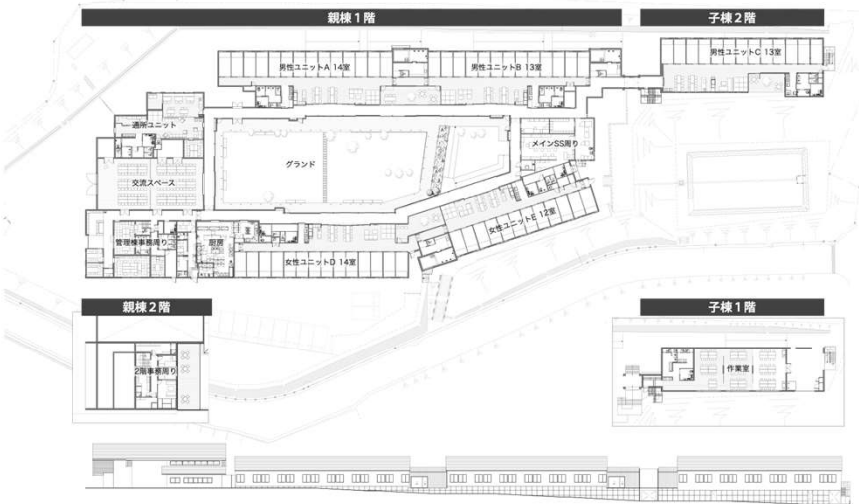 親棟1階
子棟2階
男性ユニットA 14室
男性ユニットB 13室
男性ユニットC 13室
通所ユニット
メインSS周り
グランド
交流スペース
女性ユニットE 12室
管理棟事務周り
厨房
女性ユニットD 14室
親棟2階
子棟1階
2階事務周り
作業室